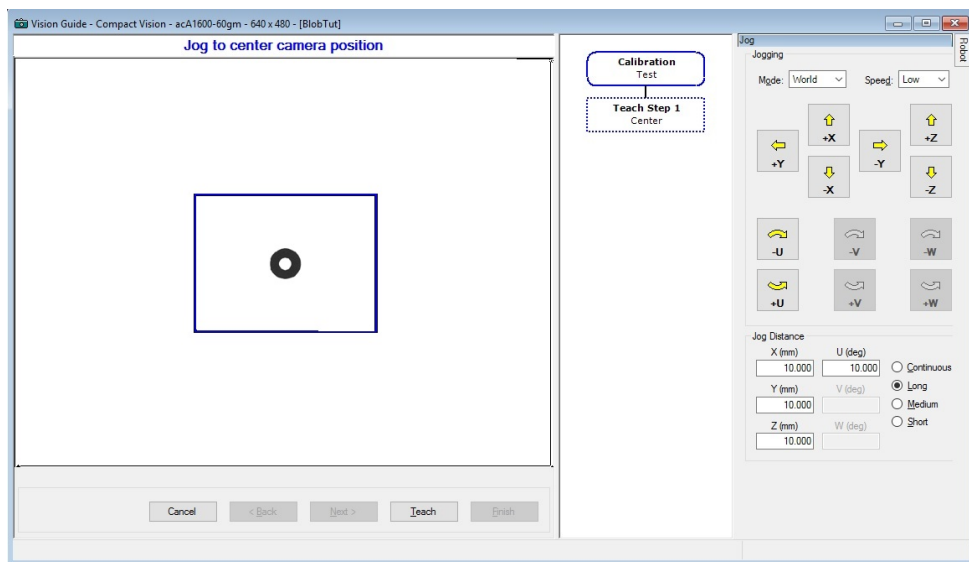 Vision Guide - Compact Vision - acA1600-60gm - 640 x 480 - [BlobTut]
Jog to center camera position
Calibration
Test
Teach Step 1
Center
Cancel
< Back
Next >
Teach
Finish
Jog
Robot
Jogging
Mode: World
Speed: Low
+X
+Z
+Y
-Y
-X
-Z
-U
-V
-W
+U
+V
+W
Jog Distance
X (mm) U (deg)
10.000 10.000
Continuous
Long
Y (mm) V (deg)
10.000
Medium
Short
Z (mm) W (deg)
10.000